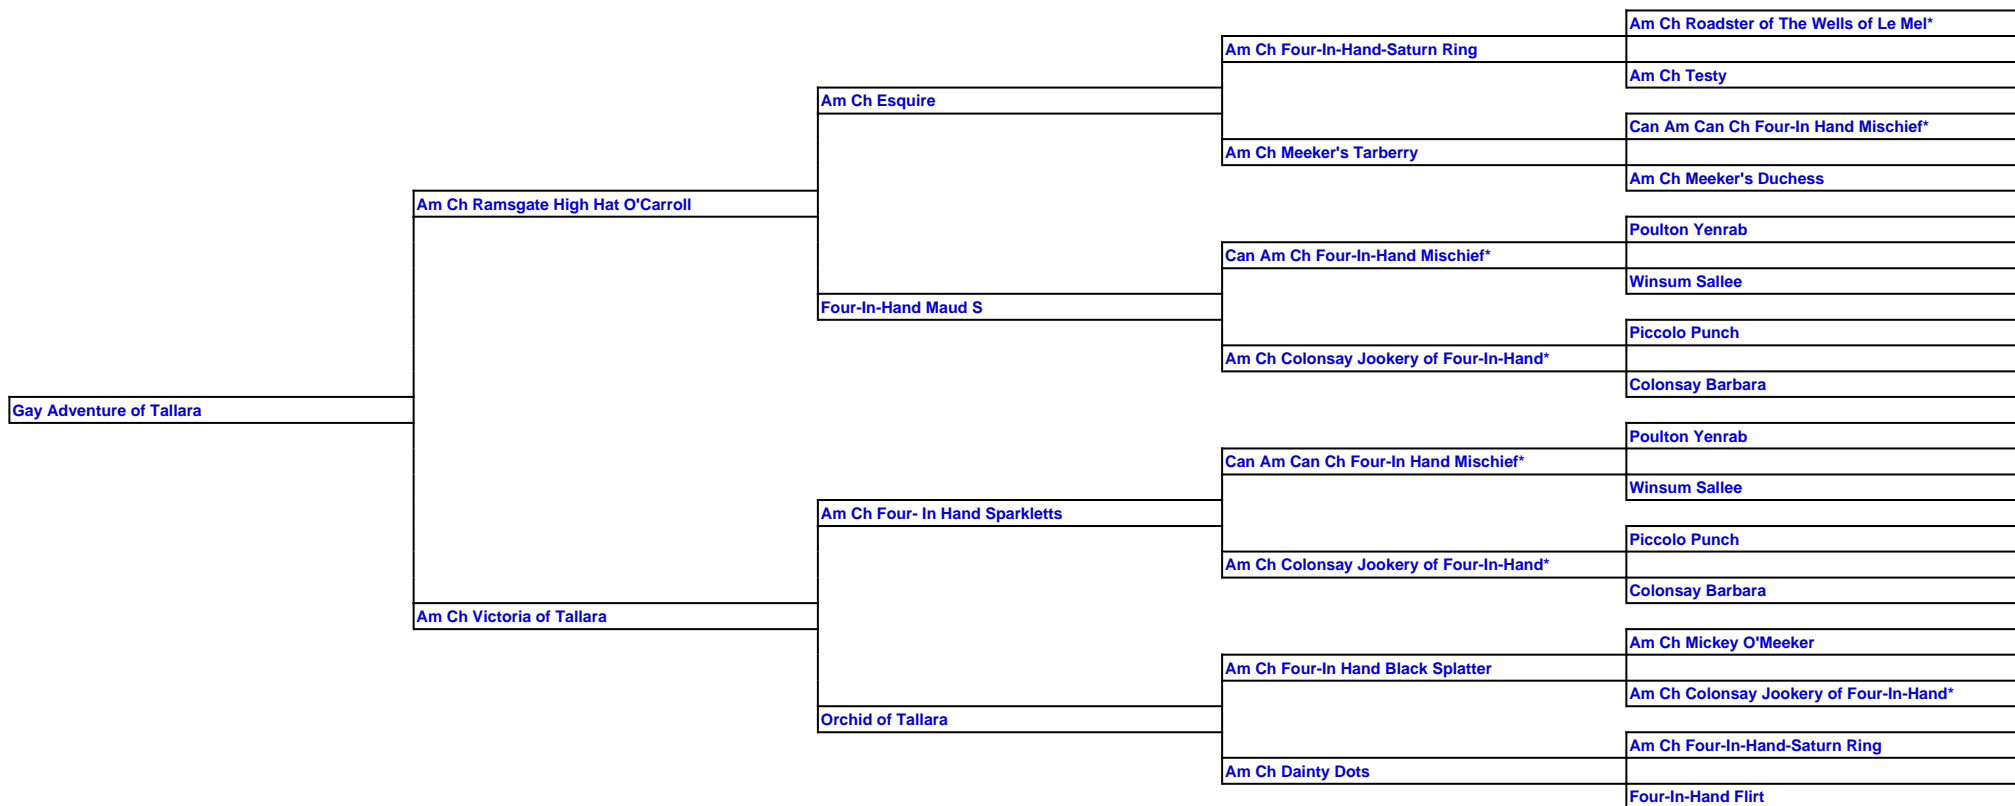 Am Ch Roadster of The Wells of Le Mel*
Am Ch Four-In-Hand-Saturn Ring
Am Ch Testy
Am Ch Esquire
Can Am Can Ch Four-In Hand Mischief*
Am Ch Meeker's Tarberry
Am Ch Meeker's Duchess
Am Ch Ramsgate High Hat O'Carroll
Poulton Yenrab
Can Am Ch Four-In-Hand Mischief*
Winsum Sallee
Four-In-Hand Maud S
Piccolo Punch
Am Ch Colonsay Jookery of Four-In-Hand*
Colonsay Barbara
Gay Adventure of Tallara
Poulton Yenrab
Can Am Can Ch Four-In Hand Mischief*
Winsum Sallee
Am Ch Four- In Hand Sparkletts
Piccolo Punch
Am Ch Colonsay Jookery of Four-In-Hand*
Colonsay Barbara
Am Ch Victoria of Tallara
Am Ch Mickey O'Meeker
Am Ch Four-In Hand Black Splatter
Am Ch Colonsay Jookery of Four-In-Hand*
Orchid of Tallara
Am Ch Four-In-Hand-Saturn Ring
Am Ch Dainty Dots
Four-In-Hand Flirt